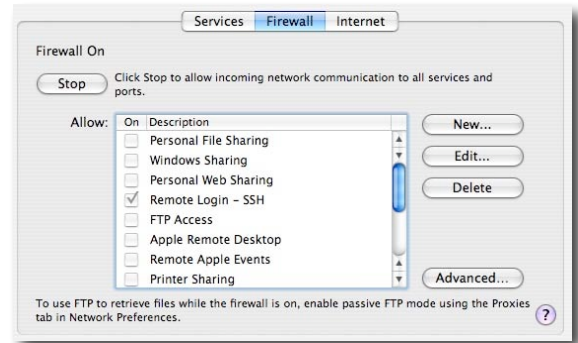 Services Firewall Internet
Firewall On
Stop Click Stop to allow incoming network communication to all services and
ports.
Allow: On Description
Personal File Sharing
Windows Sharing
Personal Web Sharing
Remote Login – SSH
FTP Access
Apple Remote Desktop
Remote Apple Events
Printer Sharing
New...
Edit...
Delete
Advanced...
To use FTP to retrieve files while the firewall is on, enable passive FTP mode using the Proxies
tab in Network Preferences.
?